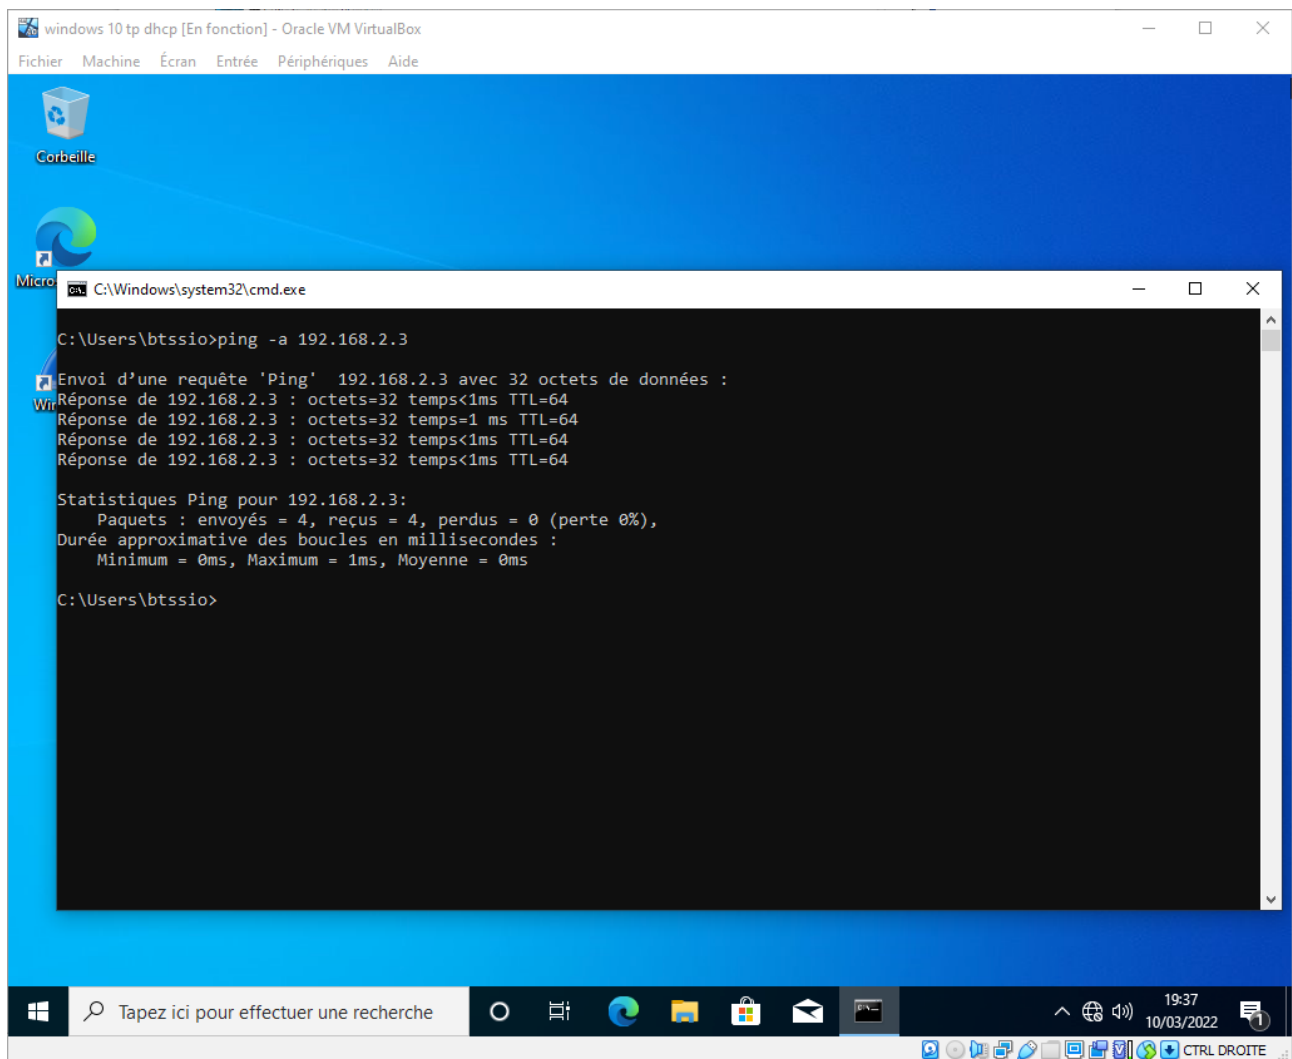 windows 10 tp dhcp [En fonction] - Oracle VM VirtualBox
Fichier Machine Écran Entrée Périphériques Aide
Corbeille
Micro
C:\Windows\system32\cmd.exe
C:\Users\btssio>ping -a 192.168.2.3
Envoi d’une requête 'Ping'  192.168.2.3 avec 32 octets de données :
Réponse de 192.168.2.3 : octets=32 temps<1ms TTL=64
Réponse de 192.168.2.3 : octets=32 temps=1 ms TTL=64
Réponse de 192.168.2.3 : octets=32 temps<1ms TTL=64
Réponse de 192.168.2.3 : octets=32 temps<1ms TTL=64
Wir
Statistiques Ping pour 192.168.2.3:
    Paquets : envoyés = 4, reçus = 4, perdus = 0 (perte 0%),
Durée approximative des boucles en millisecondes :
    Minimum = 0ms, Maximum = 1ms, Moyenne = 0ms
C:\Users\btssio>
Tapez ici pour effectuer une recherche
19:37
10/03/2022
1
CTRL DROITE